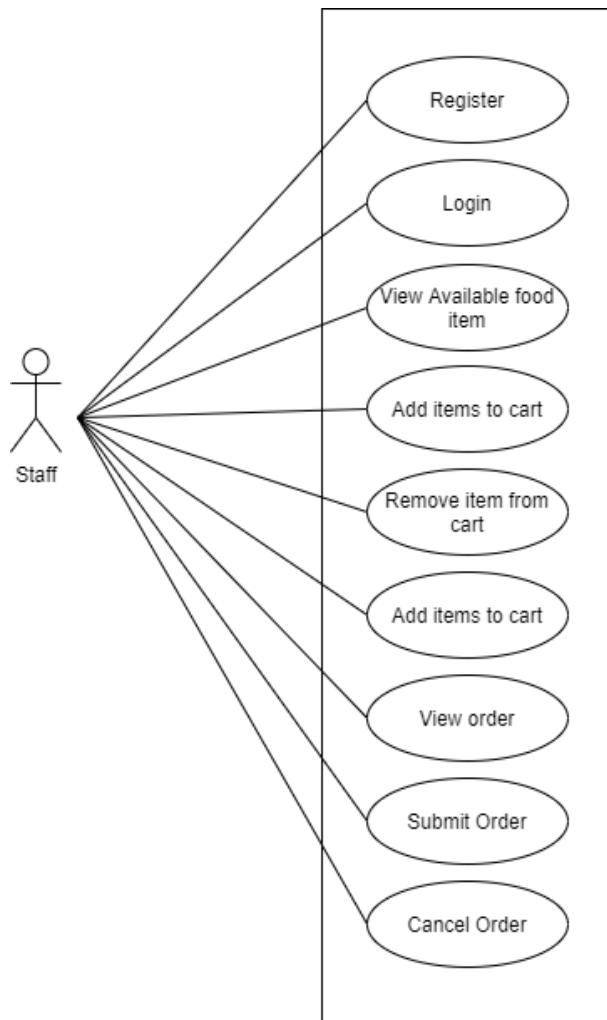 Register
Login
View Available food
item
Add items to cart
Staff
Remove item from
cart
Add items to cart
View order
Submit Order
Cancel Order